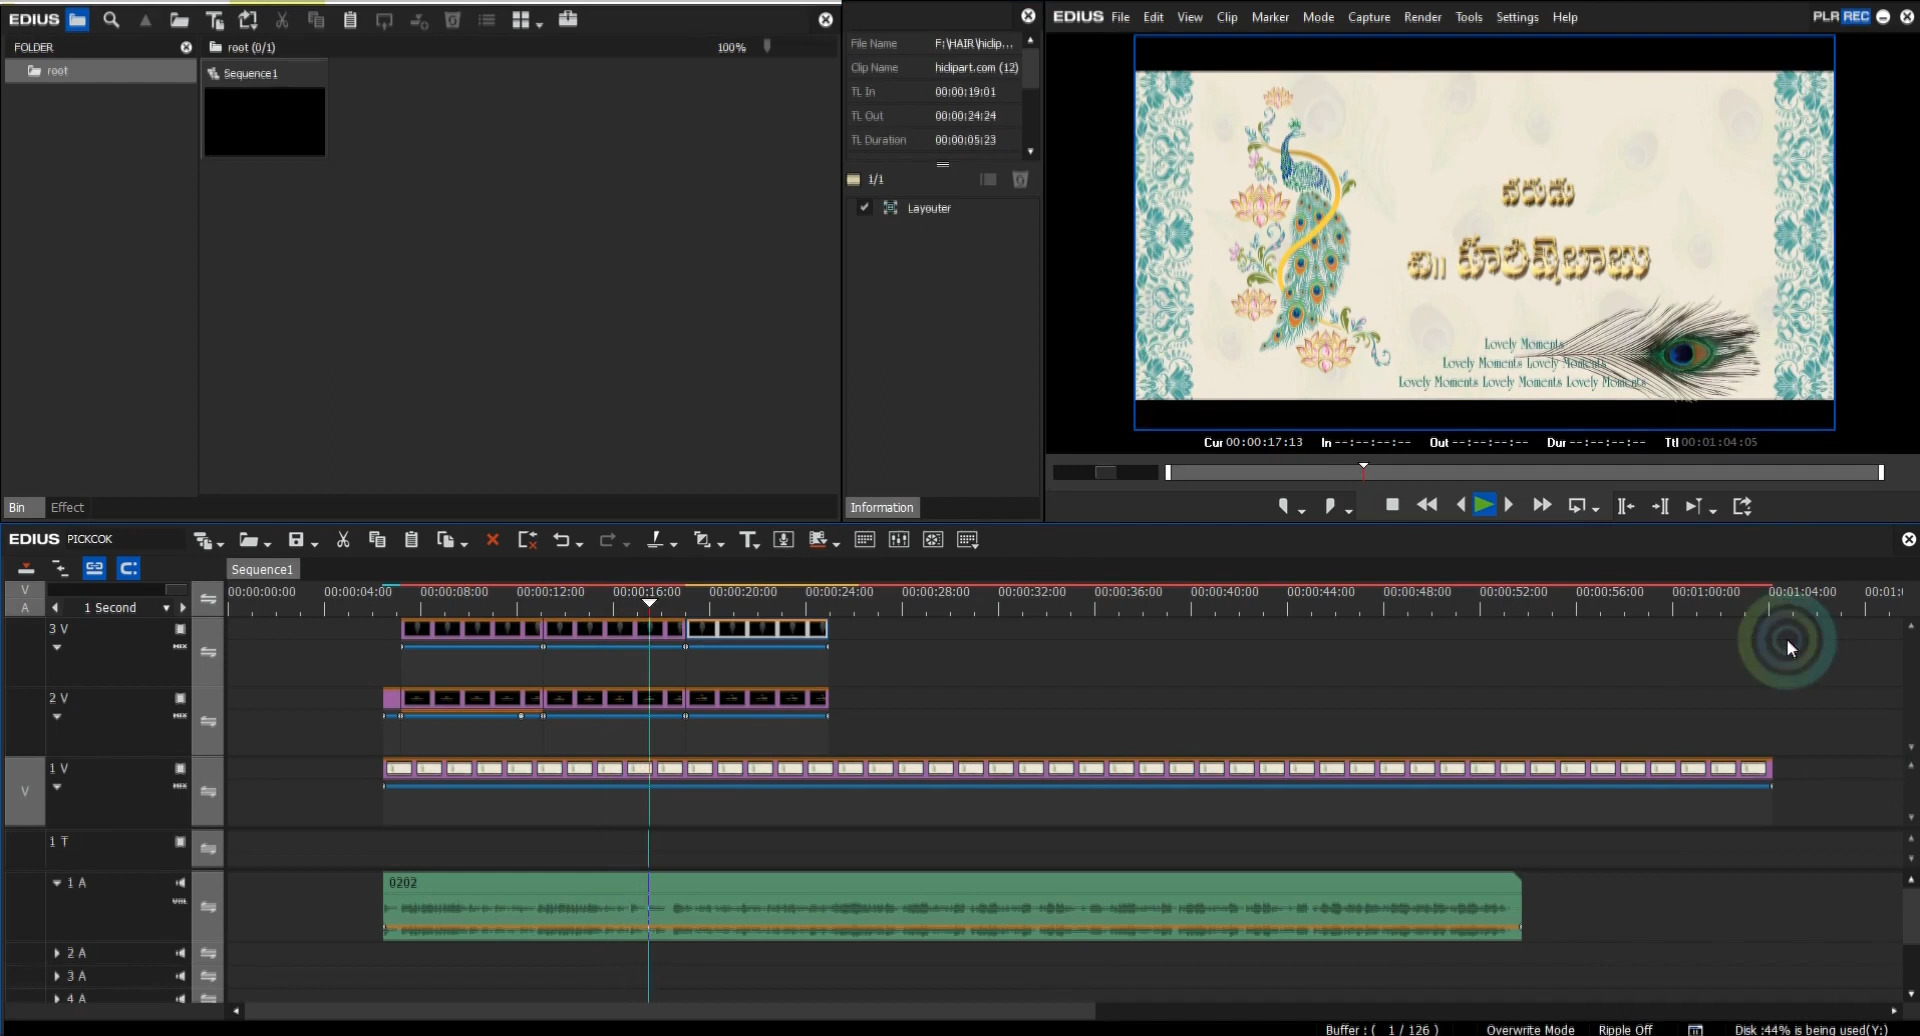 EDIUS
FOLDER
root
root (0/1)
100%
Sequence1
Bin
Effect
File Name F:\HAIR\hiclip...
Clip Name hiclipart.com (12)
TL In 00:00:19:01
TL Out 00:00:24:24
TL Duration 00:00:05:23
1/1
Layouter
Information
EDIUS File Edit View Clip Marker Mode Capture Render Tools Settings Help
PLR REC
ವರುಡು
Lovely Moments
Lovely Moments Lovely Moments
Lovely Moments Lovely Moments Lovely Moments
Cur 00:00:17:13 In --:--:--:-- Out --:--:--:-- Dur --:--:--:-- Ttl 00:01:04:05
EDIUS PICKCOK
Sequence1
V
A
1 Second
00:00:00:00 00:00:04:00 00:00:08:00 00:00:12:00 00:00:16:00 00:00:20:00 00:00:24:00 00:00:28:00 00:00:32:00 00:00:36:00 00:00:40:00 00:00:44:00 00:00:48:00 00:00:52:00 00:00:56:00 00:01:00:00 00:01:04:00
3 V
MIX
2 V
MIX
V
1 V
MIX
1 T
1 A
VOL
0202
2 A
3 A
4 A
Buffer : ( 1 / 126 ) Overwrite Mode Ripple Off Disk :44% is being used(Y:)